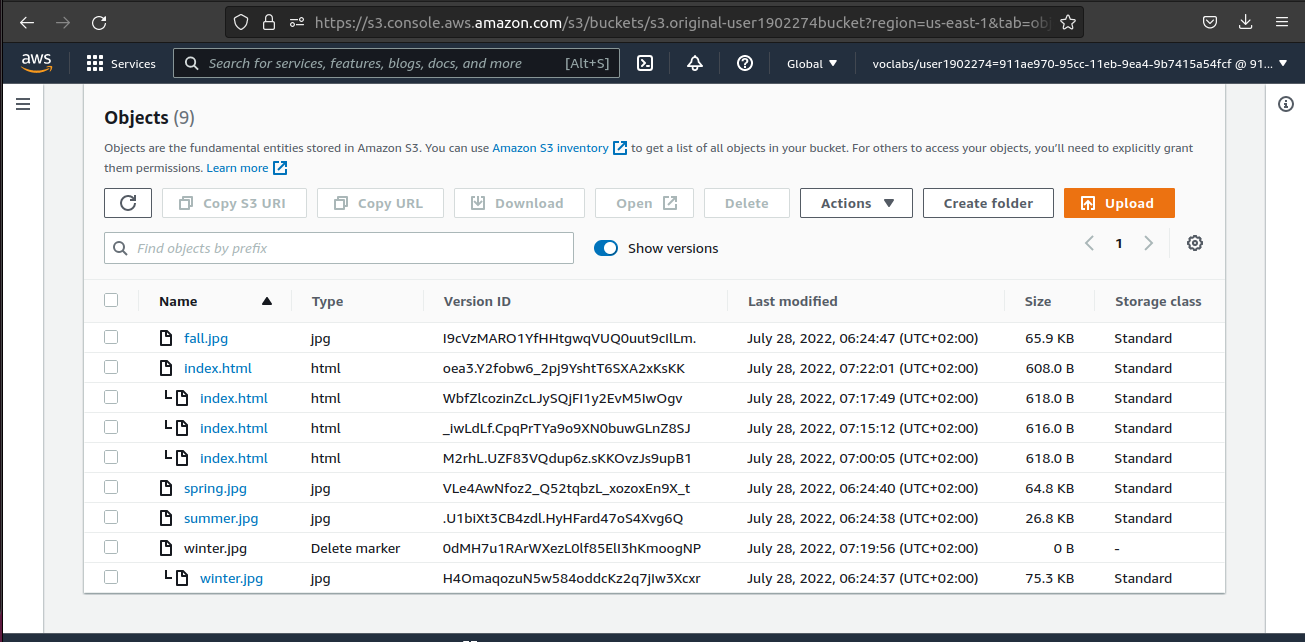 https://s3.console.aws.amazon.com/s3/buckets/s3.original-user1902274bucket?region=us-east-1&tab=obj
aws Services Search for services, features, blogs, docs, and more [Alt+S] Global voclabs/user1902274=911ae970-95cc-11eb-9ea4-9b7415a54fcf @ 91...
Objects (9)
Objects are the fundamental entities stored in Amazon S3. You can use Amazon S3 inventory to get a list of all objects in your bucket. For others to access your objects, you'll need to explicitly grant
them permissions. Learn more
Copy S3 URI Copy URL Download Open Delete Actions Create folder Upload
Find objects by prefix Show versions 1
Name Type Version ID Last modified Size Storage class
fall.jpg jpg I9cVzMARO1YfHHtgwqVUQ0uut9cIlLm. July 28, 2022, 06:24:47 (UTC+02:00) 65.9 KB Standard
index.html html oea3.Y2fobw6_2pj9YshtT6SXA2xKsKK July 28, 2022, 07:22:01 (UTC+02:00) 608.0 B Standard
index.html html WbfZlcozinZcLJySQjFI1y2EvM5IwOgv July 28, 2022, 07:17:49 (UTC+02:00) 618.0 B Standard
index.html html _iwLdLf.CpqPrTYa9o9XN0buwGLnZ8SJ July 28, 2022, 07:15:12 (UTC+02:00) 616.0 B Standard
index.html html M2rhL.UZF83VQdup6z.sKKOvzJs9upB1 July 28, 2022, 07:00:05 (UTC+02:00) 618.0 B Standard
spring.jpg jpg VLe4AwNfoz2_Q52tqbzL_xozoxEn9X_t July 28, 2022, 06:24:40 (UTC+02:00) 64.8 KB Standard
summer.jpg jpg .U1biXt3CB4zdl.HyHFard47oS4Xvg6Q July 28, 2022, 06:24:38 (UTC+02:00) 26.8 KB Standard
winter.jpg Delete marker 0dMH7u1RArWXezL0lf85ElI3hKmoogNP July 28, 2022, 07:19:56 (UTC+02:00) 0 B -
winter.jpg jpg H4OmaqozuN5w584oddcKz2q7jIw3Xcxr July 28, 2022, 06:24:37 (UTC+02:00) 75.3 KB Standard